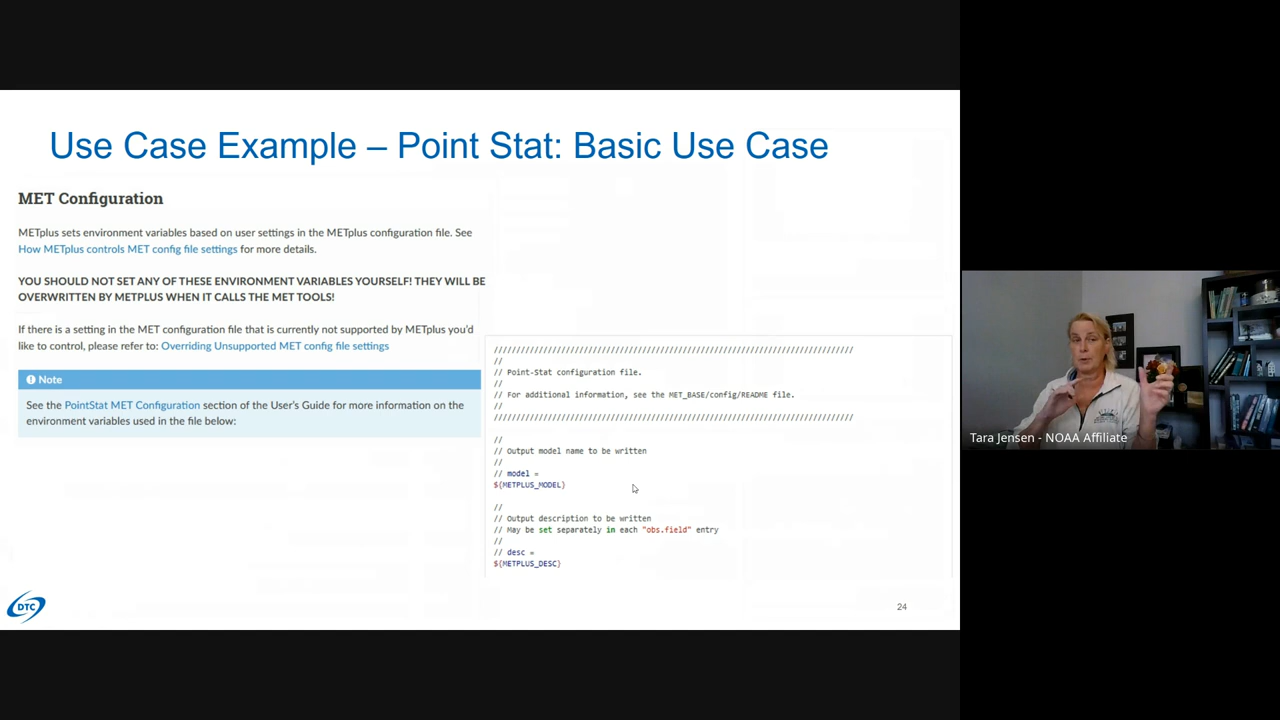 Use Case Example – Point Stat: Basic Use Case
MET Configuration
METplus sets environment variables based on user settings in the METplus configuration file. See
How METplus controls MET config file settings for more details.
YOU SHOULD NOT SET ANY OF THESE ENVIRONMENT VARIABLES YOURSELF! THEY WILL BE
OVERWRITTEN BY METPLUS WHEN IT CALLS THE MET TOOLS!
If there is a setting in the MET configuration file that is currently not supported by METplus you'd
like to control, please refer to: Overriding Unsupported MET config file settings
Note
See the PointStat MET Configuration section of the User's Guide for more information on the
environment variables used in the file below:
////////////////////////////////////////////////////////////////////////////////
//
// Point-Stat configuration file.
//
// For additional information, see the MET_BASE/config/README file.
//
////////////////////////////////////////////////////////////////////////////////
//
// Output model name to be written
//
// model =
${METPLUS_MODEL}
//
// Output description to be written
// May be set separately in each "obs.field" entry
//
// desc =
${METPLUS_DESC}
DTC
24
Tara Jensen - NOAA Affiliate